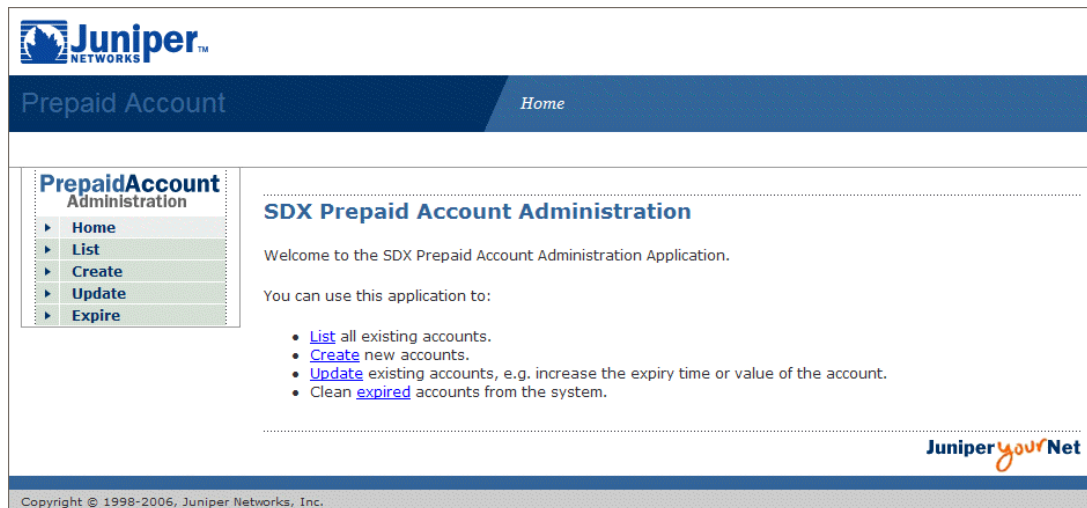 Juniper™
NETWORKS
Prepaid Account
Home
PrepaidAccount
Administration
Home
List
Create
Update
Expire
SDX Prepaid Account Administration
Welcome to the SDX Prepaid Account Administration Application.
You can use this application to:
• List all existing accounts.
• Create new accounts.
• Update existing accounts, e.g. increase the expiry time or value of the account.
• Clean expired accounts from the system.
Juniper your Net
Copyright © 1998-2006, Juniper Networks, Inc.